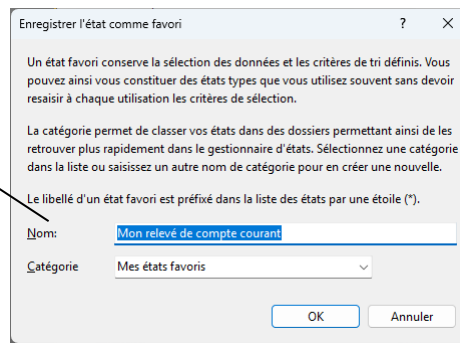 Enregistrer l'état comme favori ? ×
Un état favori conserve la sélection des données et les critères de tri définis. Vous
pouvez ainsi vous constituer des états types que vous utilisez souvent sans devoir
resaisir à chaque utilisation les critères de sélection.
La catégorie permet de classer vos états dans des dossiers permettant ainsi de les
retrouver plus rapidement dans le gestionnaire d'états. Sélectionnez une catégorie
dans la liste ou saisissez un autre nom de catégorie pour en créer une nouvelle.
Le libellé d'un état favori est préfixé dans la liste des états par une étoile (*).
Nom: Mon relevé de compte courant
Catégorie Mes états favoris
OK Annuler